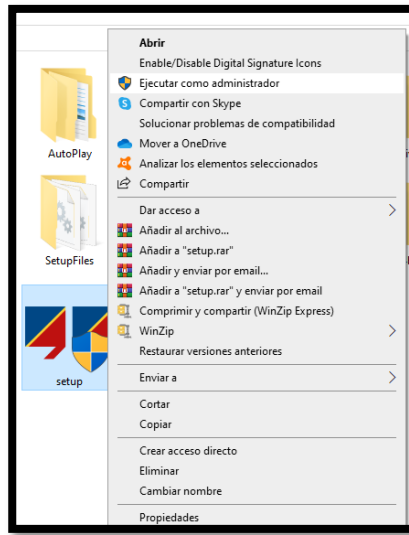 Abrir
Enable/Disable Digital Signature Icons
Ejecutar como administrador
Compartir con Skype
Solucionar problemas de compatibilidad
Mover a OneDrive
Analizar los elementos seleccionados
Compartir
Dar acceso a
Añadir al archivo...
Añadir a "setup.rar"
Añadir y enviar por email...
Añadir a "setup.rar" y enviar por email
Comprimir y compartir (WinZip Express)
WinZip
Restaurar versiones anteriores
Enviar a
Cortar
Copiar
Crear acceso directo
Eliminar
Cambiar nombre
Propiedades
AutoPlay
SetupFiles
setup